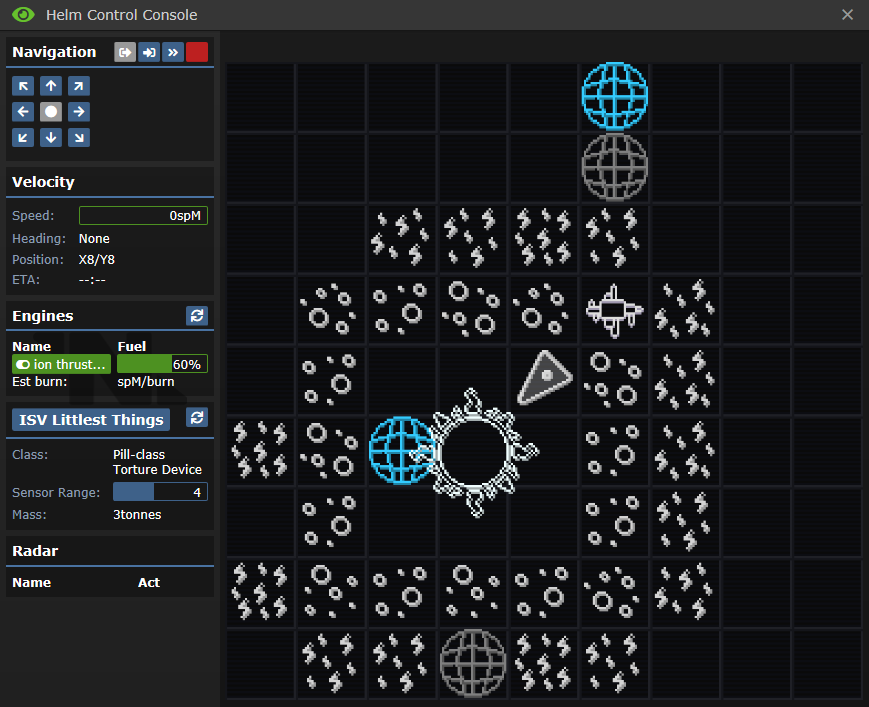 Helm Control Console
Navigation
Velocity
Speed: 0spM
Heading: None
Position: X8/Y8
ETA: --:--
Engines
Name Fuel
ion thrust... 60%
Est burn: spM/burn
ISV Littlest Things
Class: Pill-class
Torture Device
Sensor Range: 4
Mass: 3tonnes
Radar
Name Act